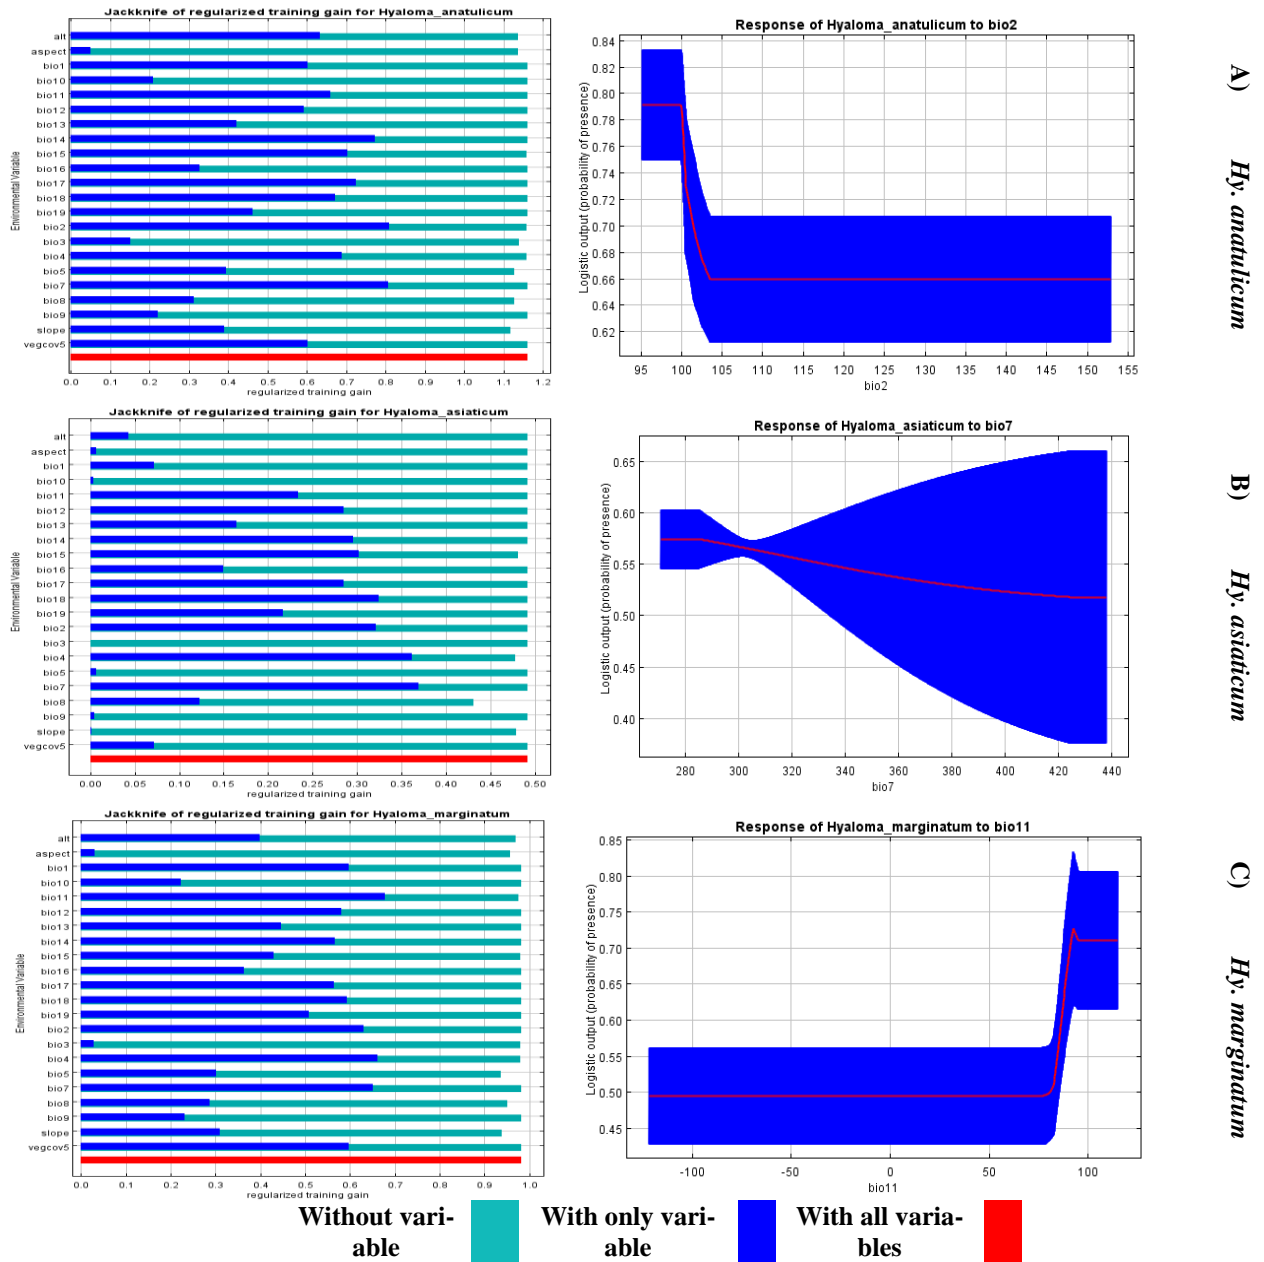 Jackknife of regularized training gain for Hyaloma_anatulicum
Environmental Variable
alt
aspect
bio1
bio10
bio11
bio12
bio13
bio14
bio15
bio16
bio17
bio18
bio19
bio2
bio3
bio4
bio5
bio7
bio8
bio9
slope
vegcov5
0.0 0.1 0.2 0.3 0.4 0.5 0.6 0.7 0.8 0.9 1.0 1.1 1.2
regularized training gain
Response of Hyaloma_anatulicum to bio2
Logistic output (probability of presence)
0.84
0.82
0.80
0.78
0.76
0.74
0.72
0.70
0.68
0.66
0.64
0.62
95 100 105 110 115 120 125 130 135 140 145 150 155
bio2
A) Hy. anatulicum
Jackknife of regularized training gain for Hyaloma_asiaticum
Environmental Variable
alt
aspect
bio1
bio10
bio11
bio12
bio13
bio14
bio15
bio16
bio17
bio18
bio19
bio2
bio3
bio4
bio5
bio7
bio8
bio9
slope
vegcov5
0.00 0.05 0.10 0.15 0.20 0.25 0.30 0.35 0.40 0.45 0.50
regularized training gain
Response of Hyaloma_asiaticum to bio7
Logistic output (probability of presence)
0.65
0.60
0.55
0.50
0.45
0.40
280 300 320 340 360 380 400 420 440
bio7
B) Hy. asiaticum
Jackknife of regularized training gain for Hyaloma_marginatum
Environmental Variable
alt
aspect
bio1
bio10
bio11
bio12
bio13
bio14
bio15
bio16
bio17
bio18
bio19
bio2
bio3
bio4
bio5
bio7
bio8
bio9
slope
vegcov5
0.0 0.1 0.2 0.3 0.4 0.5 0.6 0.7 0.8 0.9 1.0
regularized training gain
Response of Hyaloma_marginatum to bio11
Logistic output (probability of presence)
0.85
0.80
0.75
0.70
0.65
0.60
0.55
0.50
0.45
-100 -50 0 50 100
bio11
C) Hy. marginatum
Without vari-
able
With only vari-
able
With all varia-
bles